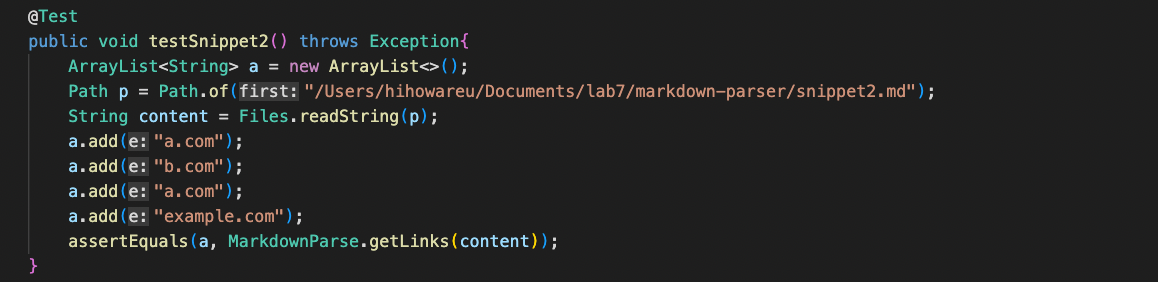 @Test
public void testSnippet2() throws Exception{
    ArrayList<String> a = new ArrayList<>();
    Path p = Path.of(first: "/Users/hihowareu/Documents/lab7/markdown-parser/snippet2.md");
    String content = Files.readString(p);
    a.add(e: "a.com");
    a.add(e: "b.com");
    a.add(e: "a.com");
    a.add(e: "example.com");
    assertEquals(a, MarkdownParse.getLinks(content));
}